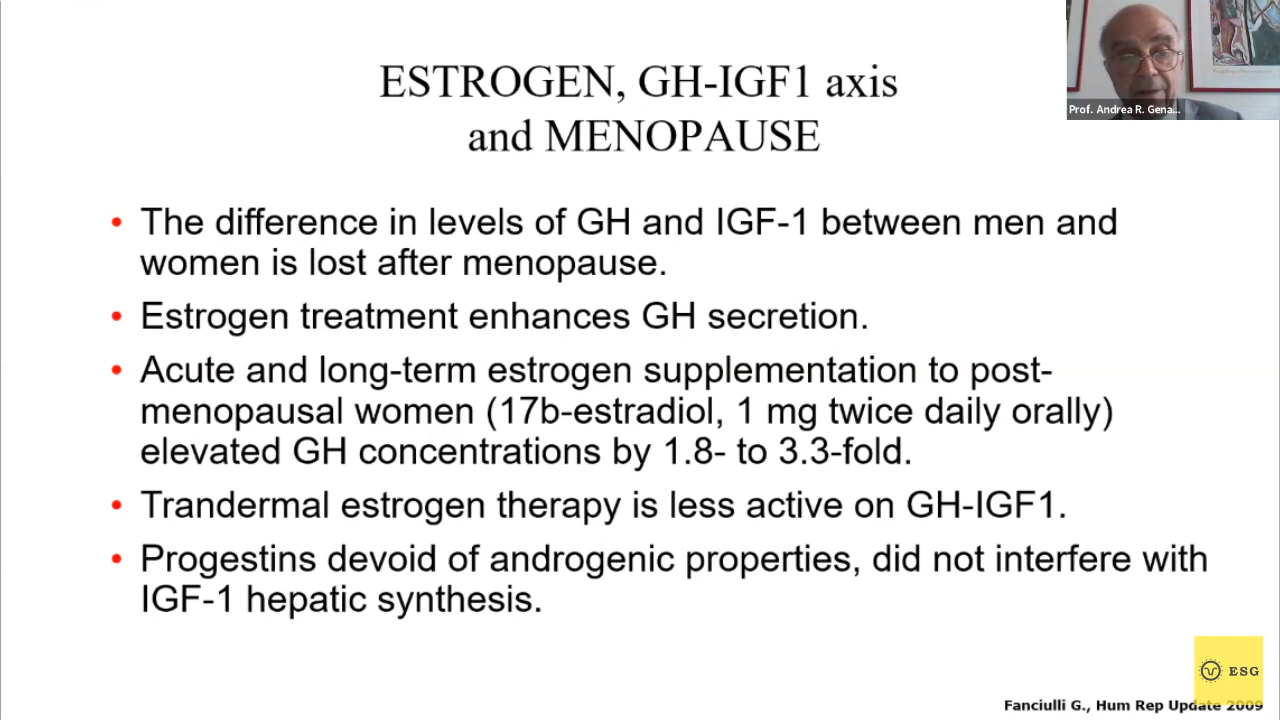 ESTROGEN, GH-IGF1 axis
and MENOPAUSE
Prof. Andrea R. Gena...
• The difference in levels of GH and IGF-1 between men and
women is lost after menopause.
• Estrogen treatment enhances GH secretion.
• Acute and long-term estrogen supplementation to post-
menopausal women (17b-estradiol, 1 mg twice daily orally)
elevated GH concentrations by 1.8- to 3.3-fold.
• Trandermal estrogen therapy is less active on GH-IGF1.
• Progestins devoid of androgenic properties, did not interfere with
IGF-1 hepatic synthesis.
ESG
Fanciulli G., Hum Rep Update 2009